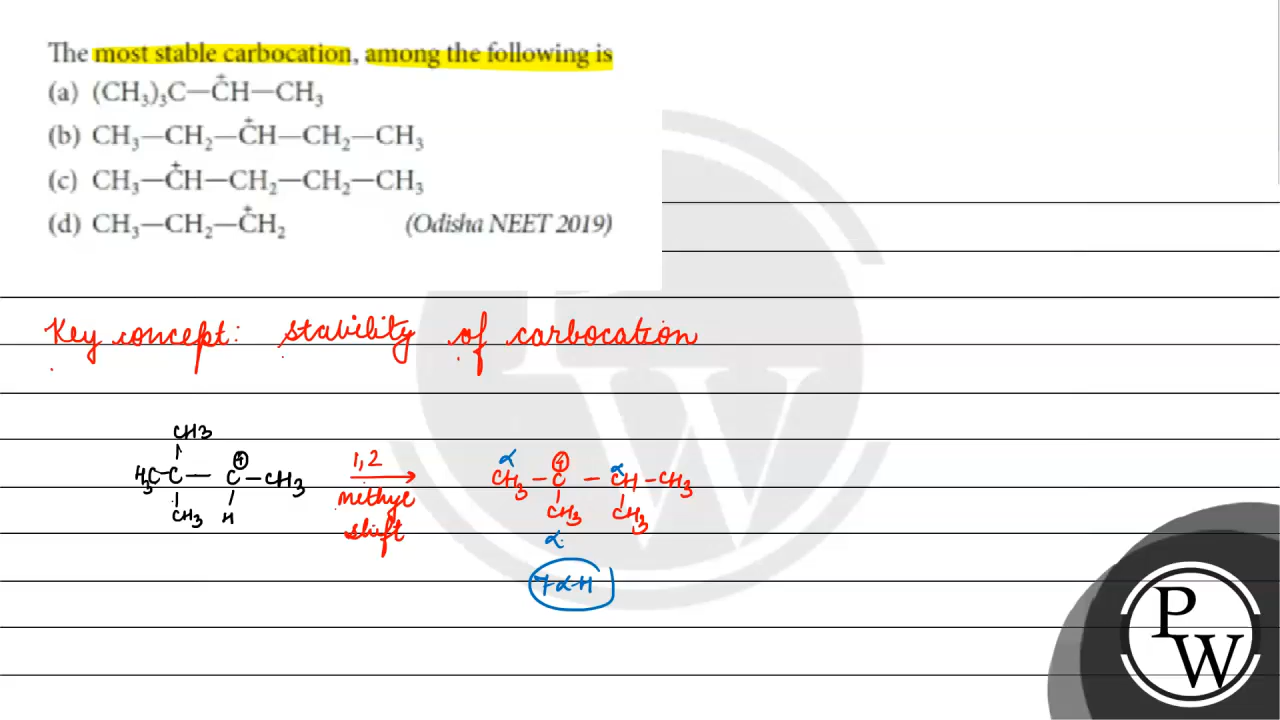 The most stable carbocation, among the following is
(a) (CH₃)₃C—C⁺H—CH₃
(b) CH₃—CH₂—C⁺H—CH₂—CH₃
(c) CH₃—C⁺H—CH₂—CH₂—CH₃
(d) CH₃—CH₂—C⁺H₂ (Odisha NEET 2019)
Key concept: stability of carbocation
CH3
H3C–C — C⊕ –CH3
CH3 H
1,2
methyl
shift
α ⊕ α
CH3 – C – CH – CH3
CH3 CH3
α
7α-H
P
W